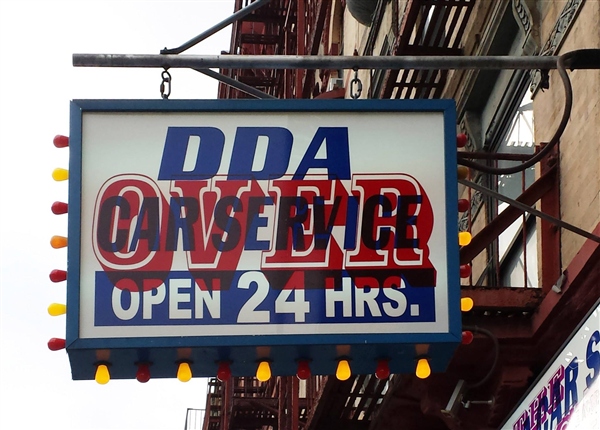 DDA
OVER
CAR SERVICE
OPEN 24 HRS.